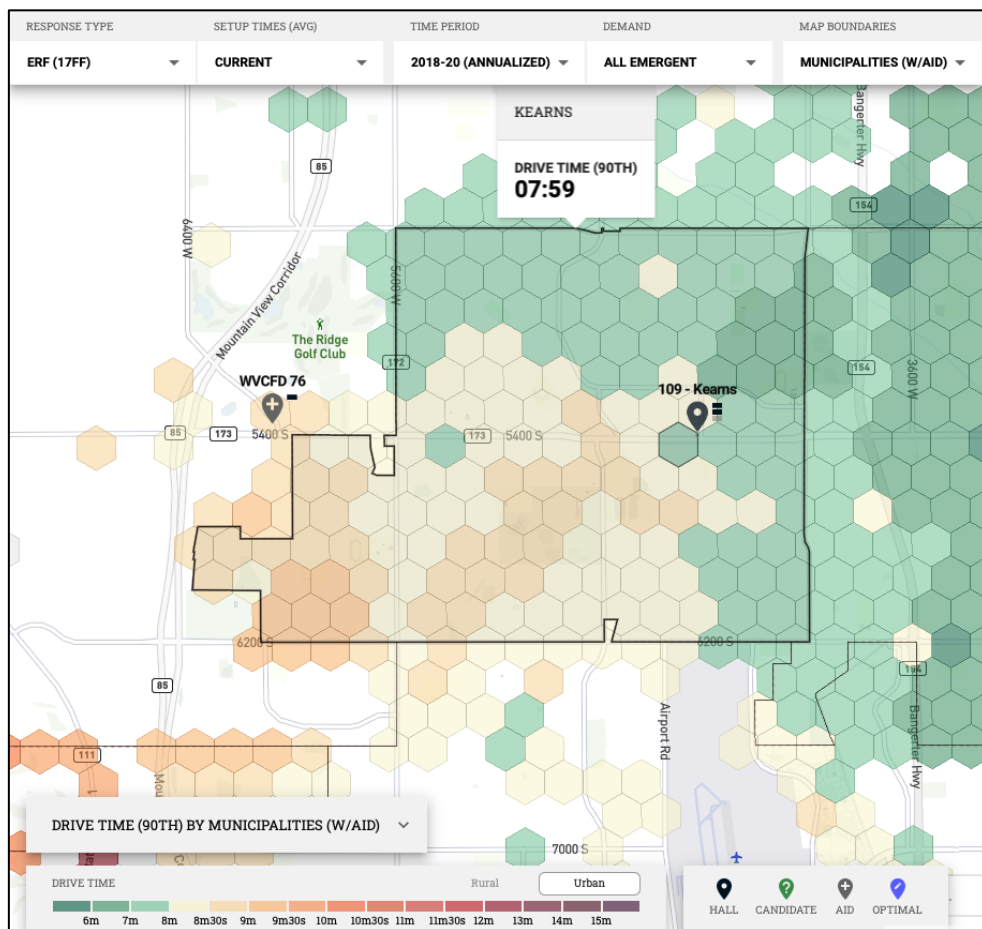 RESPONSE TYPE
SETUP TIMES (AVG)
TIME PERIOD
DEMAND
MAP BOUNDARIES
ERF (17FF)
CURRENT
2018-20 (ANNUALIZED)
ALL EMERGENT
MUNICIPALITIES (W/AID)
KEARNS
DRIVE TIME (90TH)
07:59
Bangerter Hwy
85
154
6400 W
Mountain View Corridor
5600 W
The Ridge
Golf Club
172
154
3600 W
WVCFD 76
109 - Kearns
85
173
5400 S
173
5400 S
154
6200 S
6200 S
154
85
Airport Rd
Bangerter Hwy
111
DRIVE TIME (90TH) BY MUNICIPALITIES (W/AID)
7000 S
DRIVE TIME
Rural
Urban
6m
7m
8m
8m30s
9m
9m30s
10m
10m30s
11m
11m30s
12m
13m
14m
15m
HALL
CANDIDATE
AID
OPTIMAL